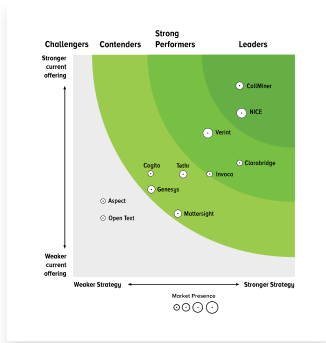 Strong
Challengers Contenders Performers Leaders
Stronger
current
offering
CallMiner
NICE
Verint
Clarabridge
Cogito Tethr
Invoca
Genesys
Aspect
Mattersight
Open Text
Weaker
current
offering
Weaker Strategy Stronger Strategy
Market Presence